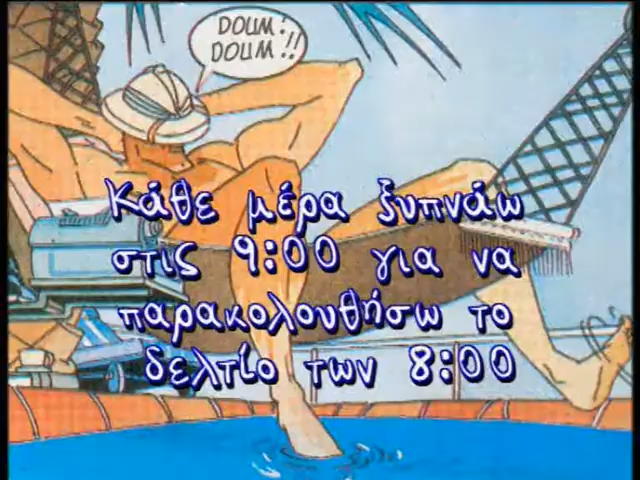 DOUM!
DOUM!!
Κάθε μέρα ξυπνάω
στις 9:00 για να
παρακολουθήσω το
δελτίο των 8:00